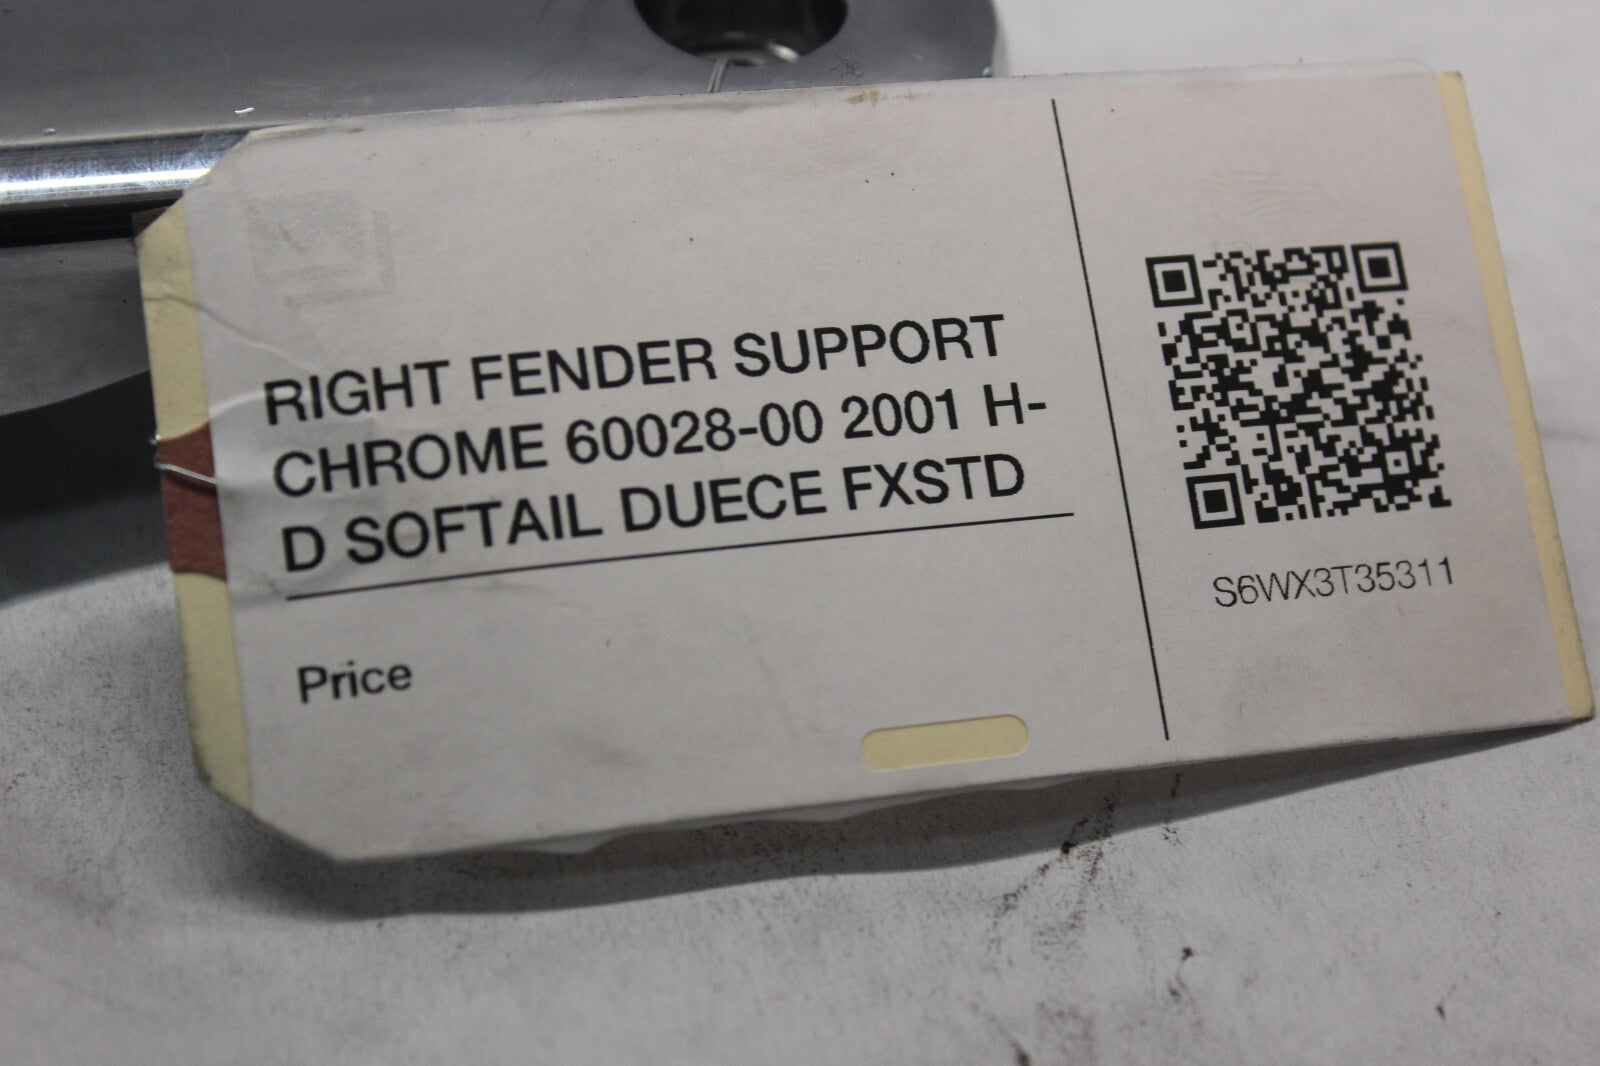 RIGHT FENDER SUPPORT
CHROME 60028-00 2001 H-
D SOFTAIL DUECE FXSTD
Price
S6WX3T35311